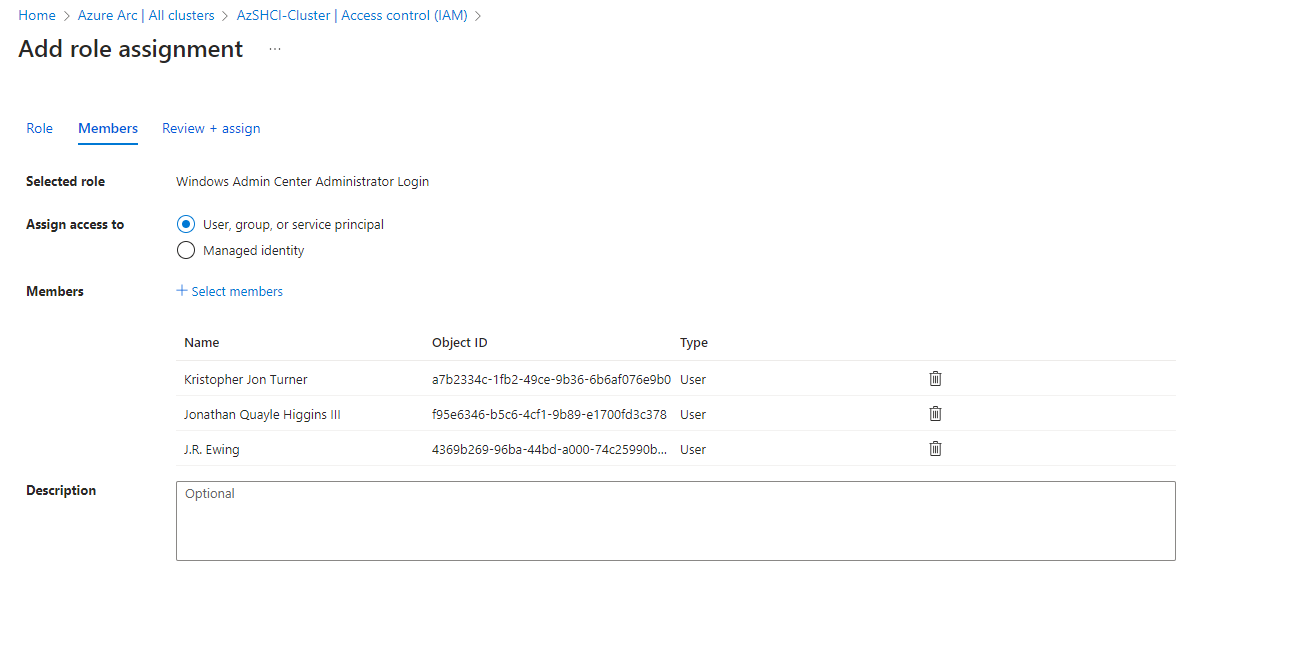 Home > Azure Arc | All clusters > AzSHCI-Cluster | Access control (IAM) >
Add role assignment ...
Role Members Review + assign
Selected role Windows Admin Center Administrator Login
Assign access to User, group, or service principal
Managed identity
Members + Select members
Name Object ID Type
Kristopher Jon Turner a7b2334c-1fb2-49ce-9b36-6b6af076e9b0 User
Jonathan Quayle Higgins III f95e6346-b5c6-4cf1-9b89-e1700fd3c378 User
J.R. Ewing 4369b269-96ba-44bd-a000-74c25990b... User
Description Optional